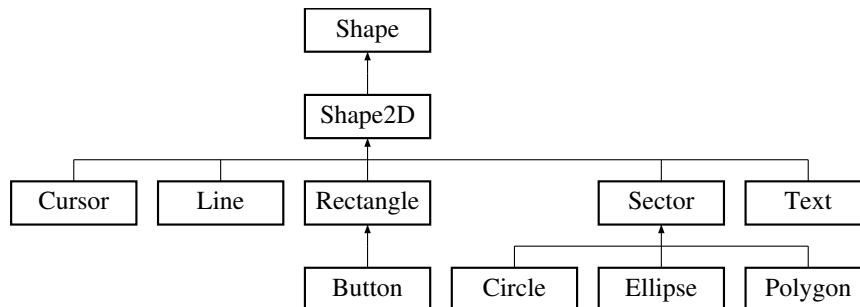 Shape
Shape2D
Cursor
Line
Rectangle
Sector
Text
Button
Circle
Ellipse
Polygon